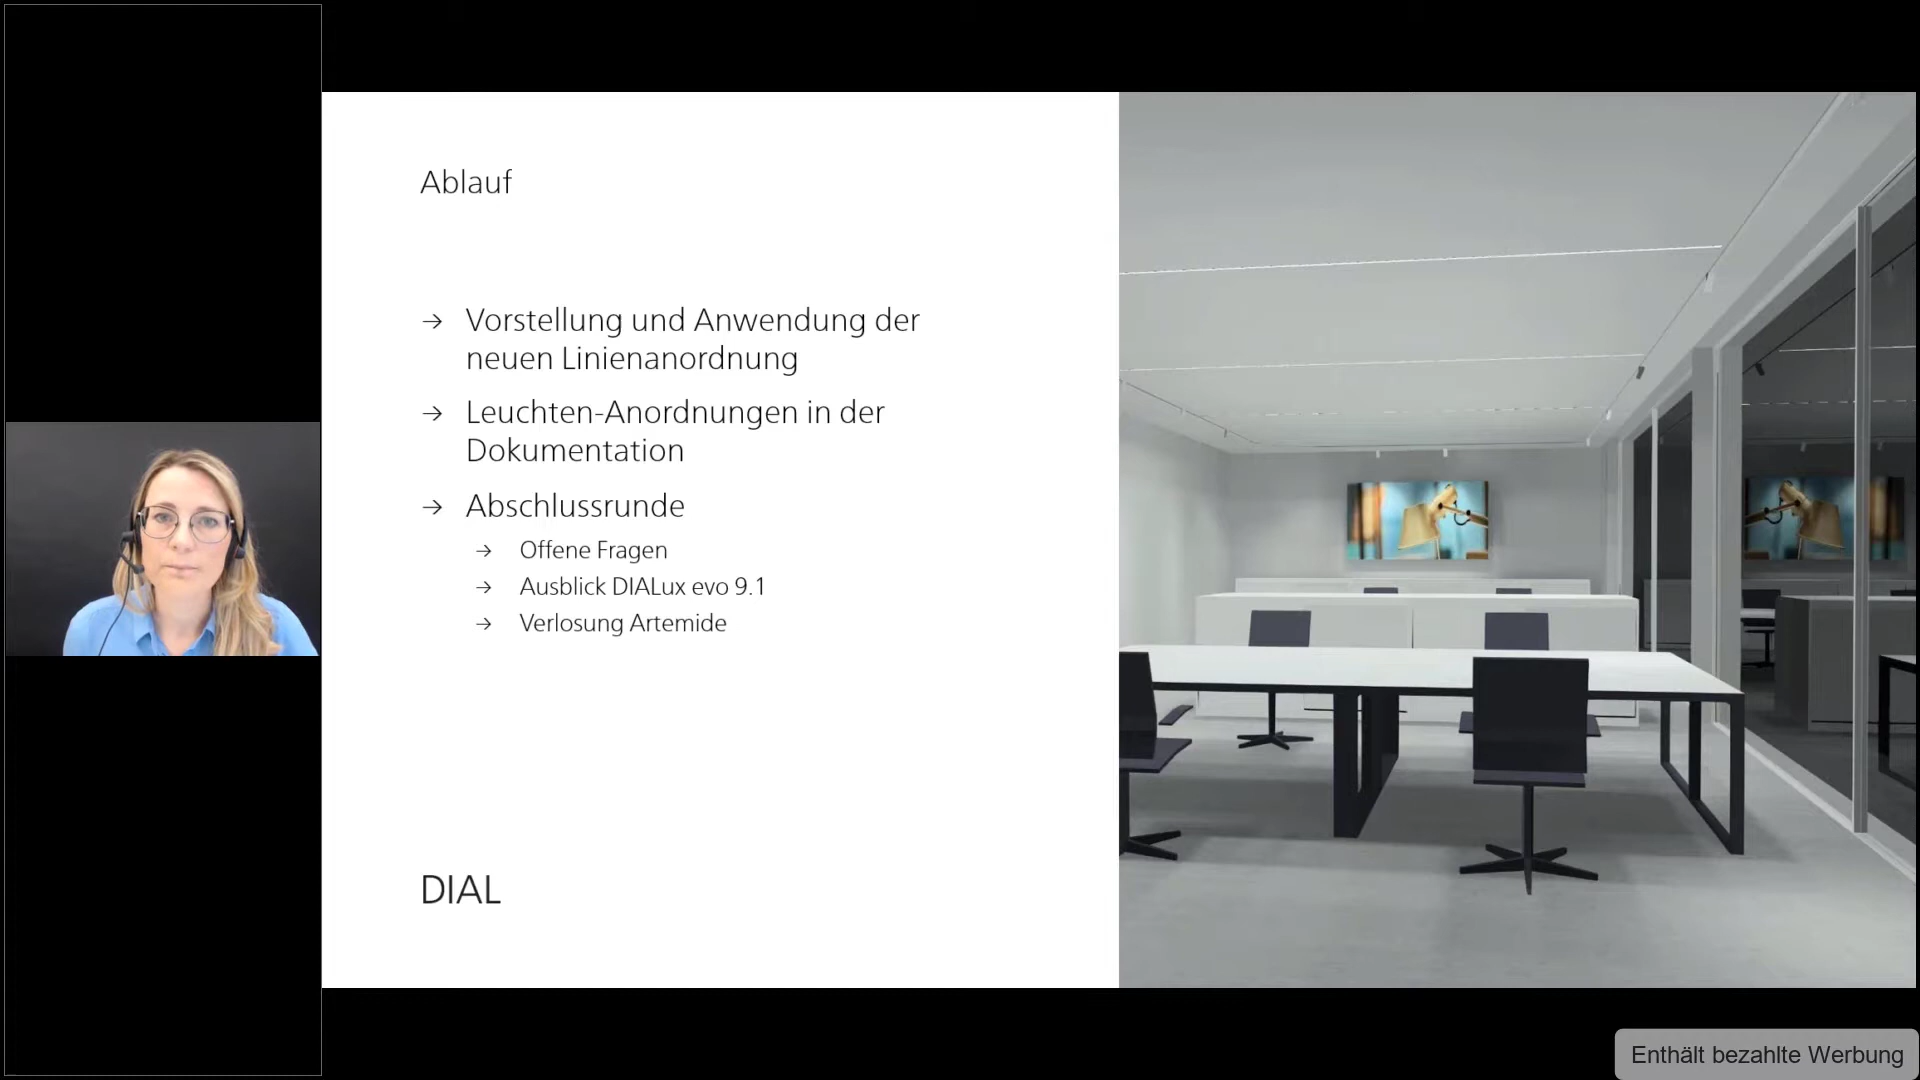 Ablauf
→ Vorstellung und Anwendung der
neuen Linienanordnung
→ Leuchten-Anordnungen in der
Dokumentation
→ Abschlussrunde
→ Offene Fragen
→ Ausblick DIALux evo 9.1
→ Verlosung Artemide
DIAL
Enthält bezahlte Werbung